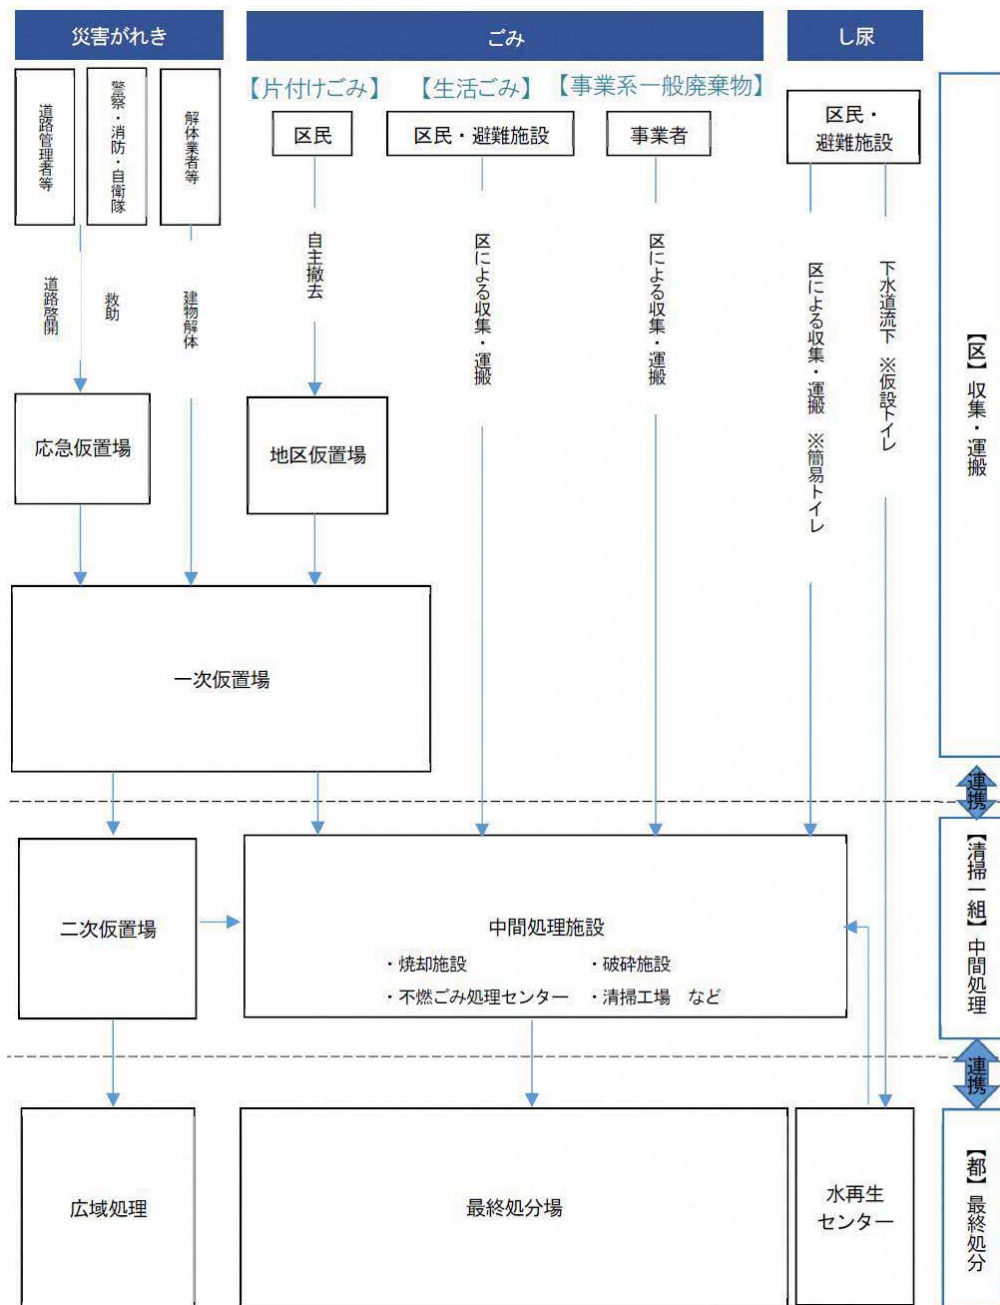 災害がれき
ごみ
し尿
【片付けごみ】
【生活ごみ】
【事業系一般廃棄物】
道路管理者等
警察・消防・自衛隊
解体業者等
区民
区民・避難施設
事業者
区民・
避難施設
道路啓開
救助
建物解体
自主撤去
区による収集・運搬
区による収集・運搬
区による収集・運搬　※簡易トイレ
下水道流下　※仮設トイレ
【区】収集・運搬
応急仮置場
地区仮置場
一次仮置場
連携
二次仮置場
中間処理施設
・焼却施設
・破砕施設
・不燃ごみ処理センター
・清掃工場　など
【清掃一組】中間処理
連携
広域処理
最終処分場
水再生
センター
【都】最終処分